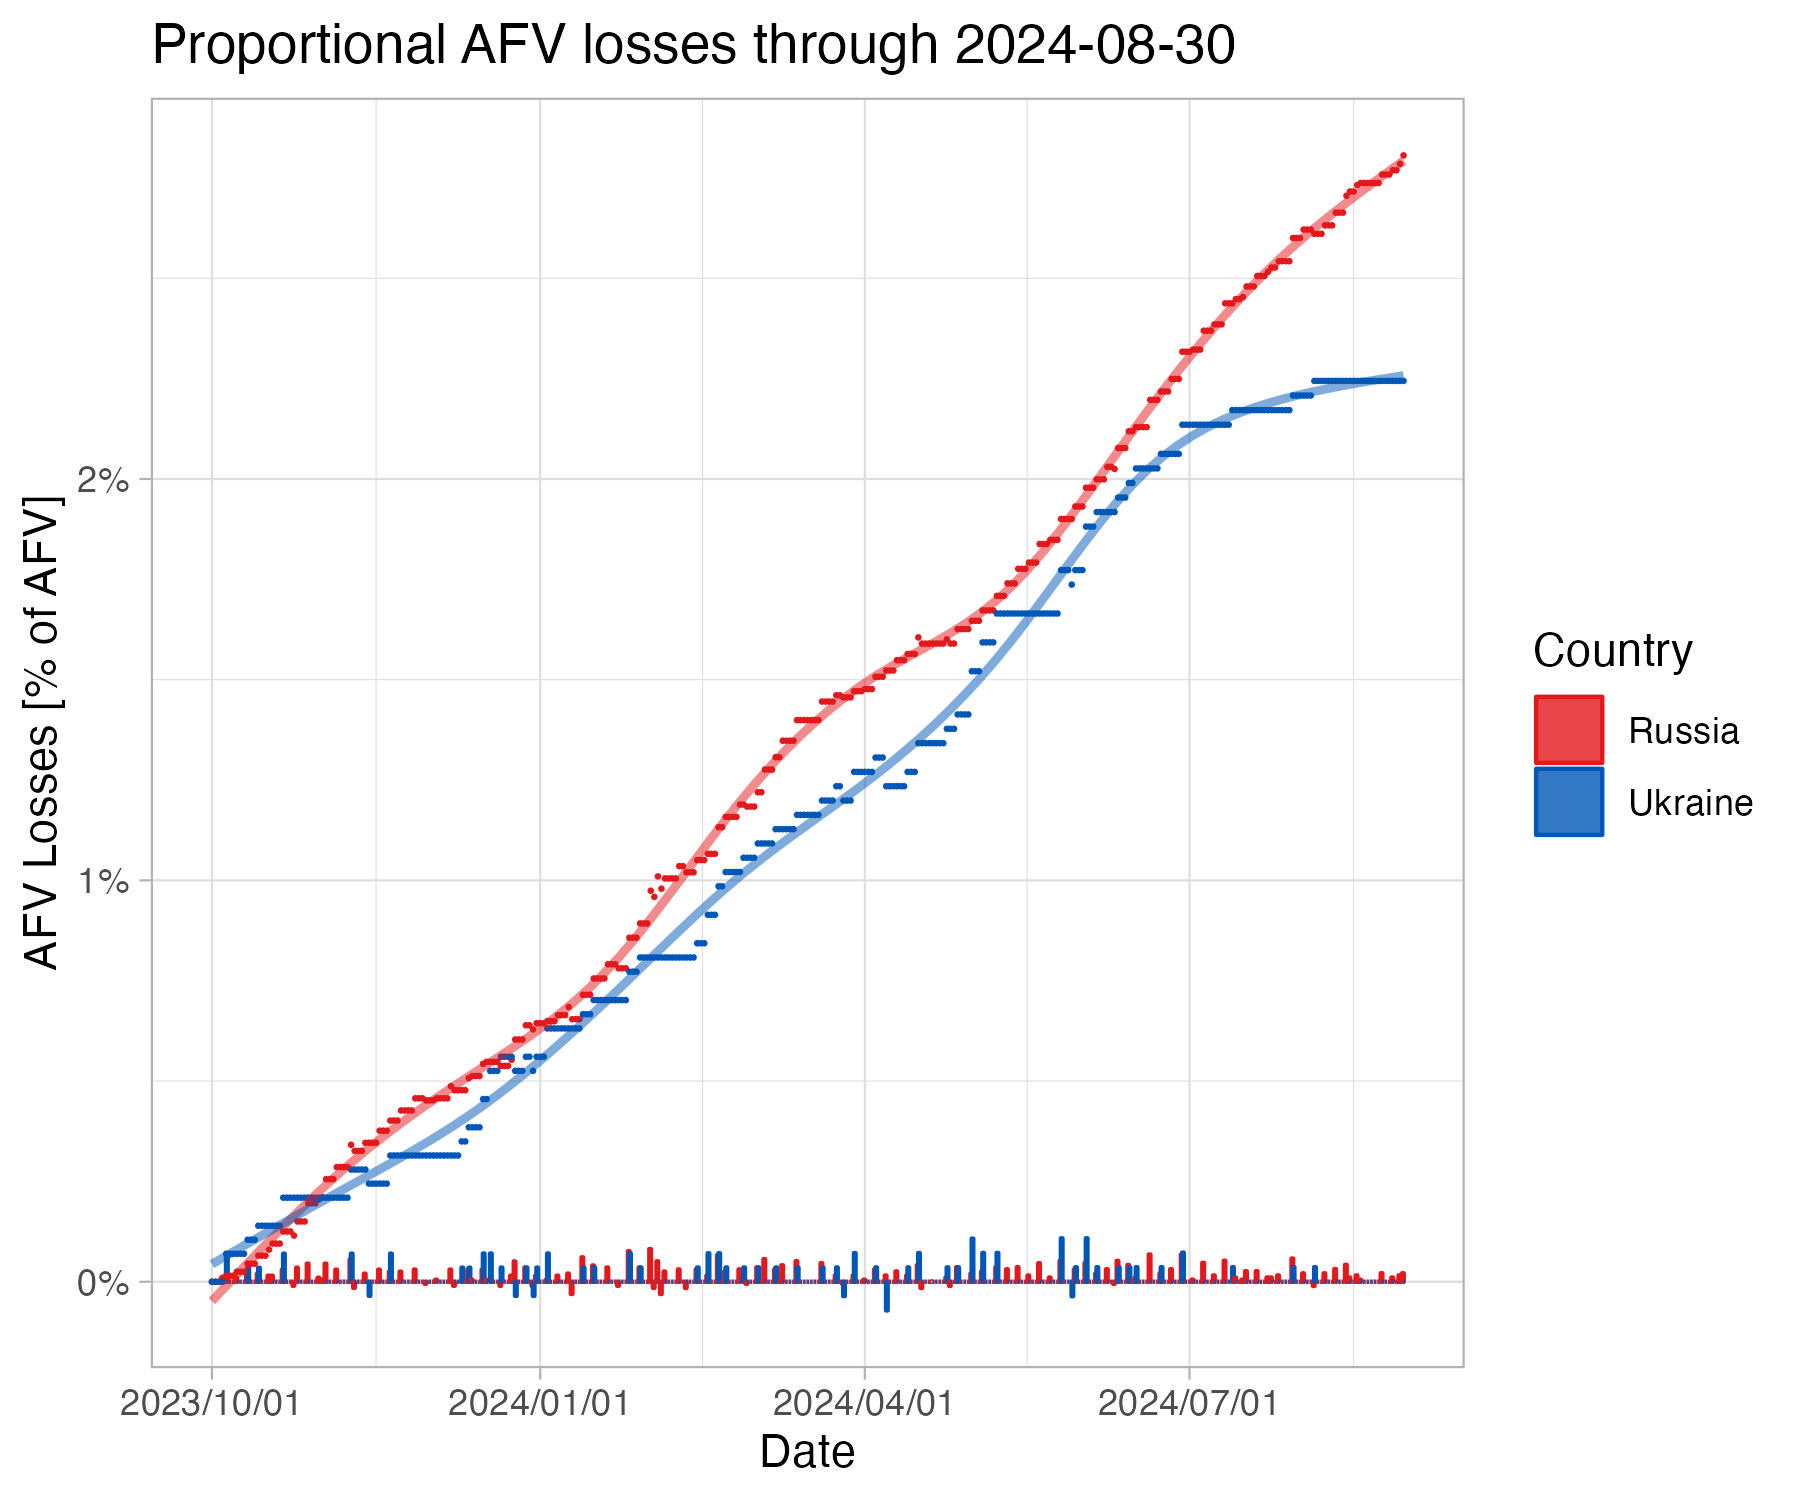 Proportional AFV losses through 2024-08-30
AFV Losses [% of AFV]
2%
1%
0%
2023/10/01
2024/01/01
2024/04/01
2024/07/01
Date
Country
Russia
Ukraine